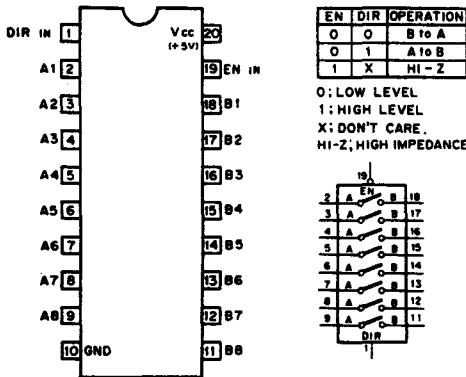 DIR IN 1
Vcc 20
(+5V)
A1 2
19 EN IN
A2 3
18 B1
A3 4
17 B2
A4 5
16 B3
A5 6
15 B4
A6 7
14 B5
A7 8
13 B6
A8 9
12 B7
10 GND
11 B8
EN DIR OPERATION
0 0 B to A
0 1 A to B
1 X HI-Z
0; LOW LEVEL
1; HIGH LEVEL
X; DON'T CARE.
HI-Z; HIGH IMPEDANCE
19
EN
2 A B 18
3 A B 17
4 A B 16
5 A B 15
6 A B 14
7 A B 13
8 A B 12
9 A B 11
DIR
1